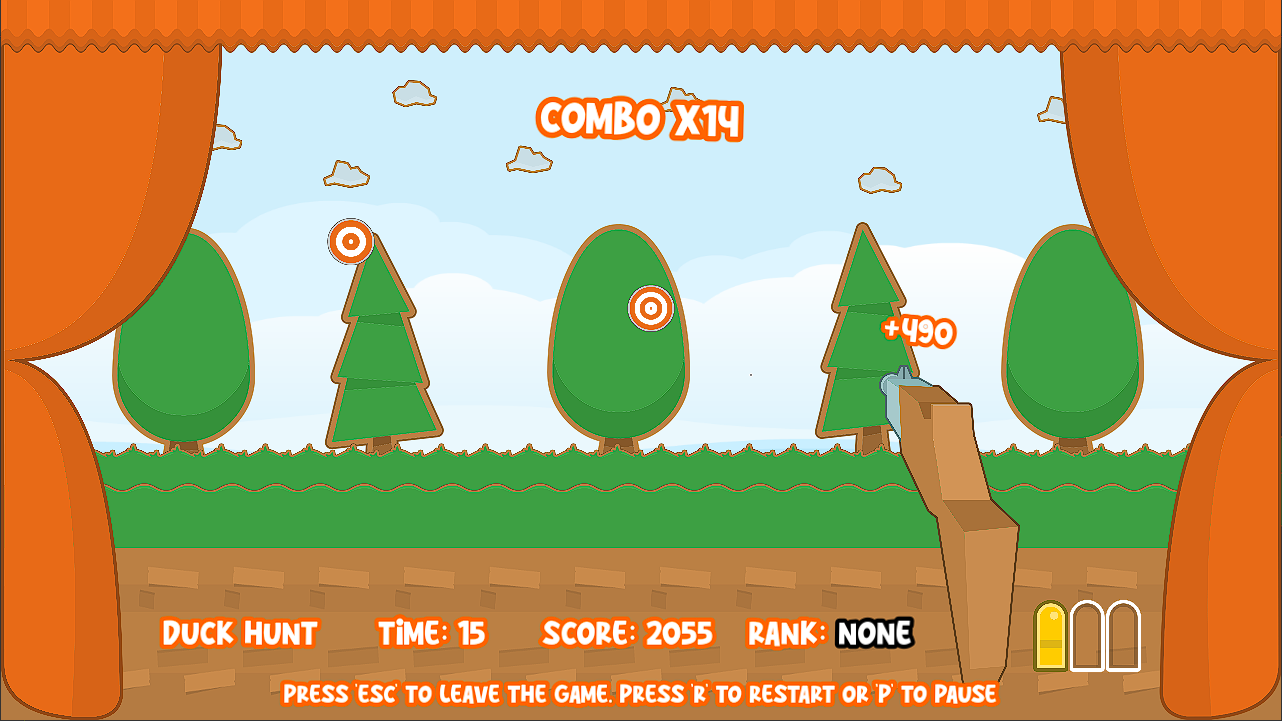 COMBO X14
+490
DUCK HUNT TIME: 15 SCORE: 2055 RANK: NONE
PRESS 'ESC' TO LEAVE THE GAME. PRESS 'R' TO RESTART OR 'P' TO PAUSE